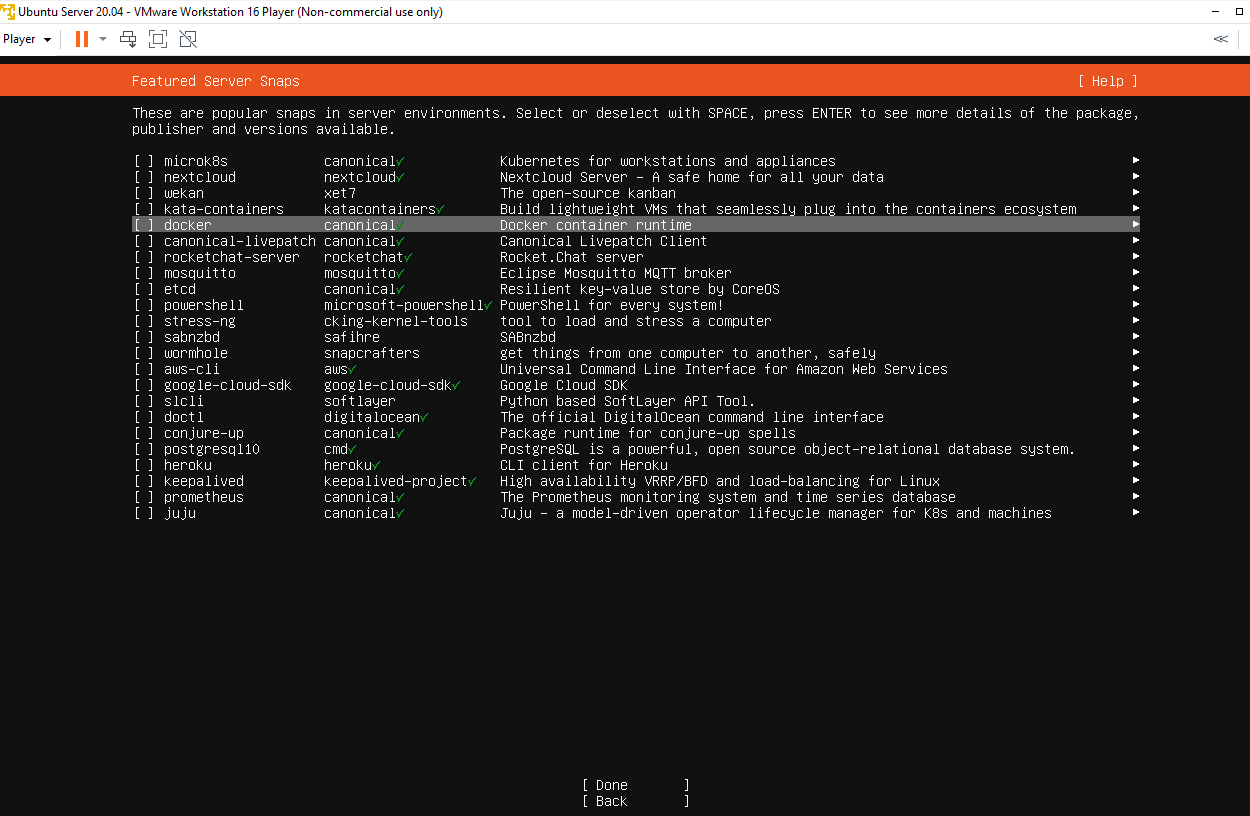 Ubuntu Server 20.04 - VMware Workstation 16 Player (Non-commercial use only)
Player
Featured Server Snaps [ Help ]
These are popular snaps in server environments. Select or deselect with SPACE, press ENTER to see more details of the package,
publisher and versions available.
[ ] microk8s canonical✓ Kubernetes for workstations and appliances ▸
[ ] nextcloud nextcloud✓ Nextcloud Server - A safe home for all your data ▸
[ ] wekan xet7 The open-source kanban ▸
[ ] kata-containers katacontainers✓ Build lightweight VMs that seamlessly plug into the containers ecosystem ▸
[ ] docker canonical✓ Docker container runtime ▸
[ ] canonical-livepatch canonical✓ Canonical Livepatch Client ▸
[ ] rocketchat-server rocketchat✓ Rocket.Chat server ▸
[ ] mosquitto mosquitto✓ Eclipse Mosquitto MQTT broker ▸
[ ] etcd canonical✓ Resilient key-value store by CoreOS ▸
[ ] powershell microsoft-powershell✓ PowerShell for every system! ▸
[ ] stress-ng cking-kernel-tools tool to load and stress a computer ▸
[ ] sabnzbd safihre SABnzbd ▸
[ ] wormhole snapcrafters get things from one computer to another, safely ▸
[ ] aws-cli aws✓ Universal Command Line Interface for Amazon Web Services ▸
[ ] google-cloud-sdk google-cloud-sdk✓ Google Cloud SDK ▸
[ ] slcli softlayer Python based SoftLayer API Tool. ▸
[ ] doctl digitalocean✓ The official DigitalOcean command line interface ▸
[ ] conjure-up canonical✓ Package runtime for conjure-up spells ▸
[ ] postgresql10 cmd✓ PostgreSQL is a powerful, open source object-relational database system. ▸
[ ] heroku heroku✓ CLI client for Heroku ▸
[ ] keepalived keepalived-project✓ High availability VRRP/BFD and load-balancing for Linux ▸
[ ] prometheus canonical✓ The Prometheus monitoring system and time series database ▸
[ ] juju canonical✓ Juju - a model-driven operator lifecycle manager for K8s and machines ▸
[ Done ]
[ Back ]